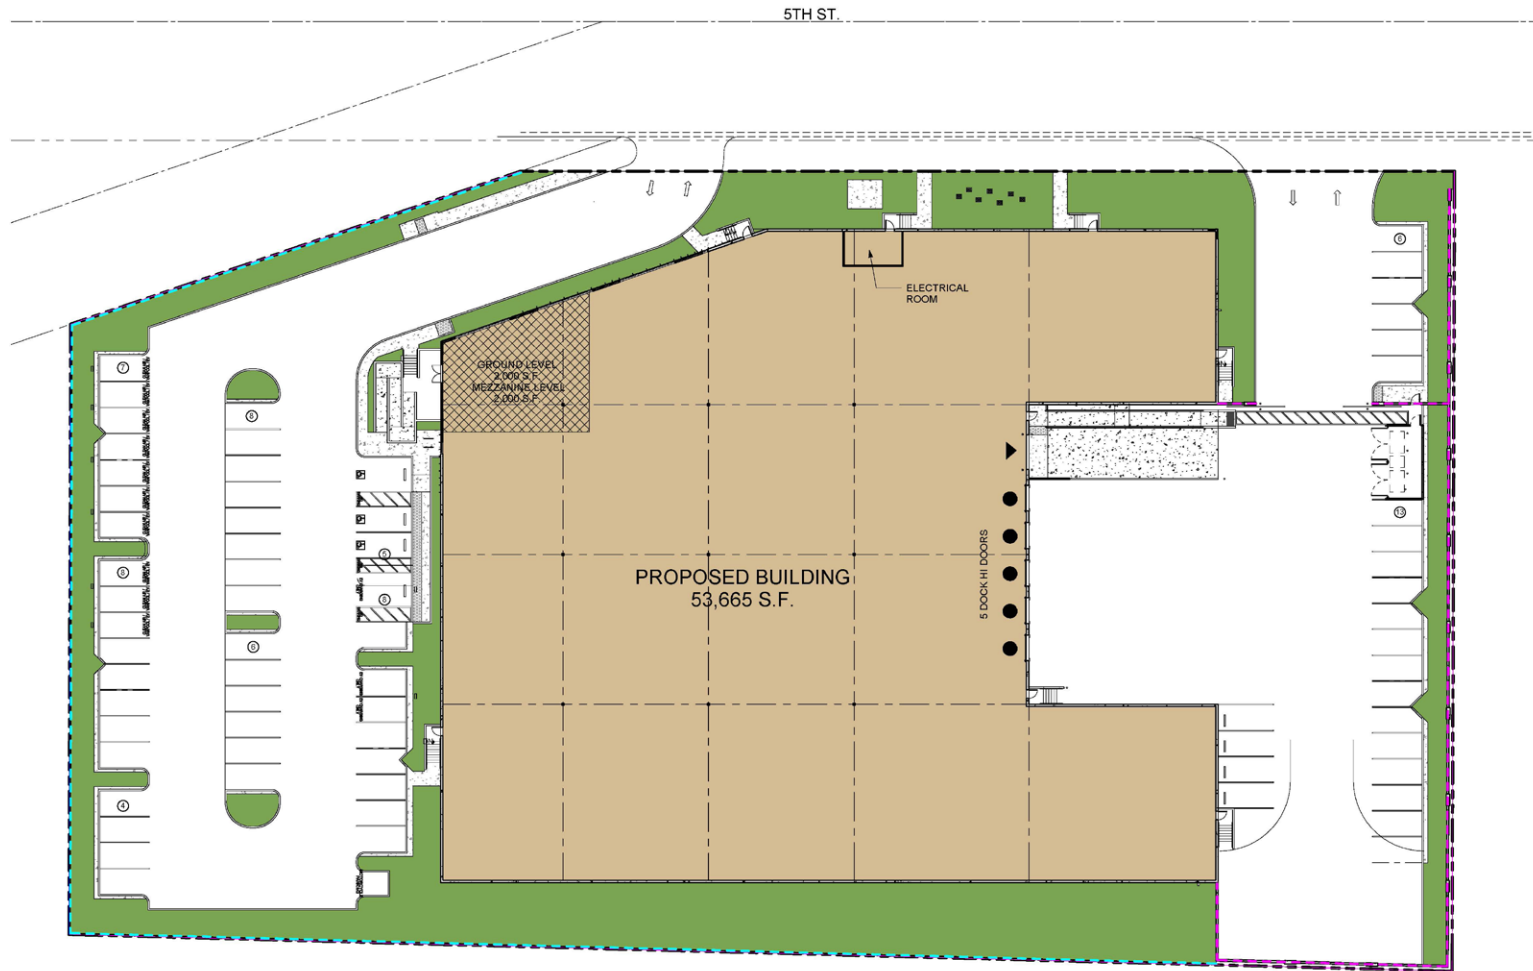 5TH ST.
6
ELECTRICAL
ROOM
GROUND LEVEL
2,000 S.F.
MEZZANINE LEVEL
2,000 S.F.
7
8
13
5 DOCK HI DOORS
5
8
PROPOSED BUILDING
53,665 S.F.
6
4